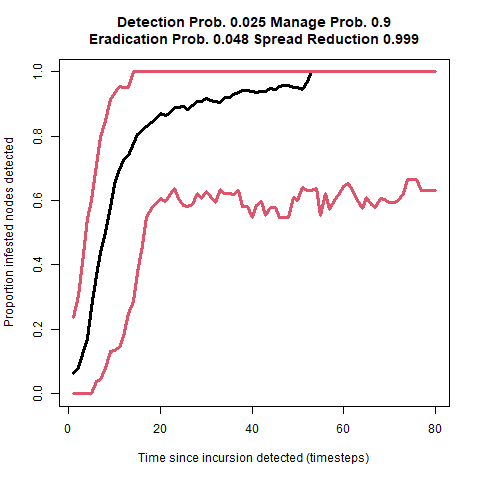 Detection Prob. 0.025 Manage Prob. 0.9
Eradication Prob. 0.048 Spread Reduction 0.999
Proportion infested nodes detected
1.0
0.8
0.6
0.4
0.2
0.0
0 20 40 60 80
Time since incursion detected (timesteps)